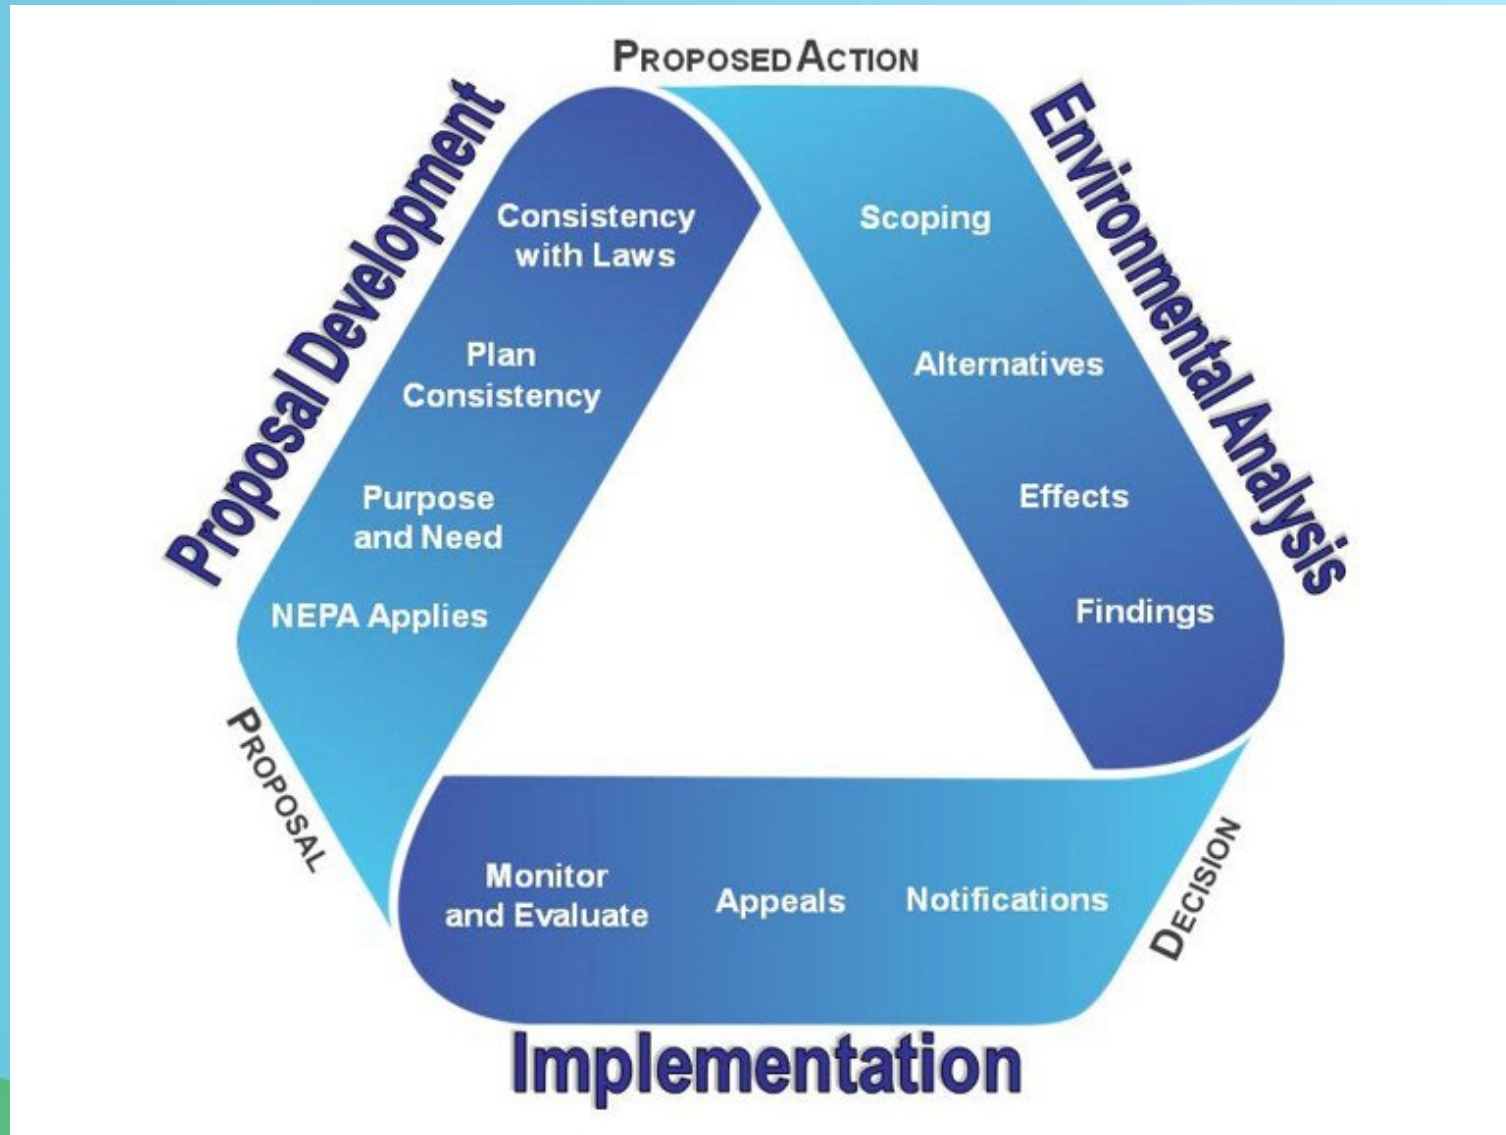 PROPOSED ACTION
Proposal Development
Consistency
with Laws
Plan
Consistency
Purpose
and Need
NEPA Applies
PROPOSAL
Environmental Analysis
Scoping
Alternatives
Effects
Findings
DECISION
Monitor
and Evaluate
Appeals
Notifications
Implementation